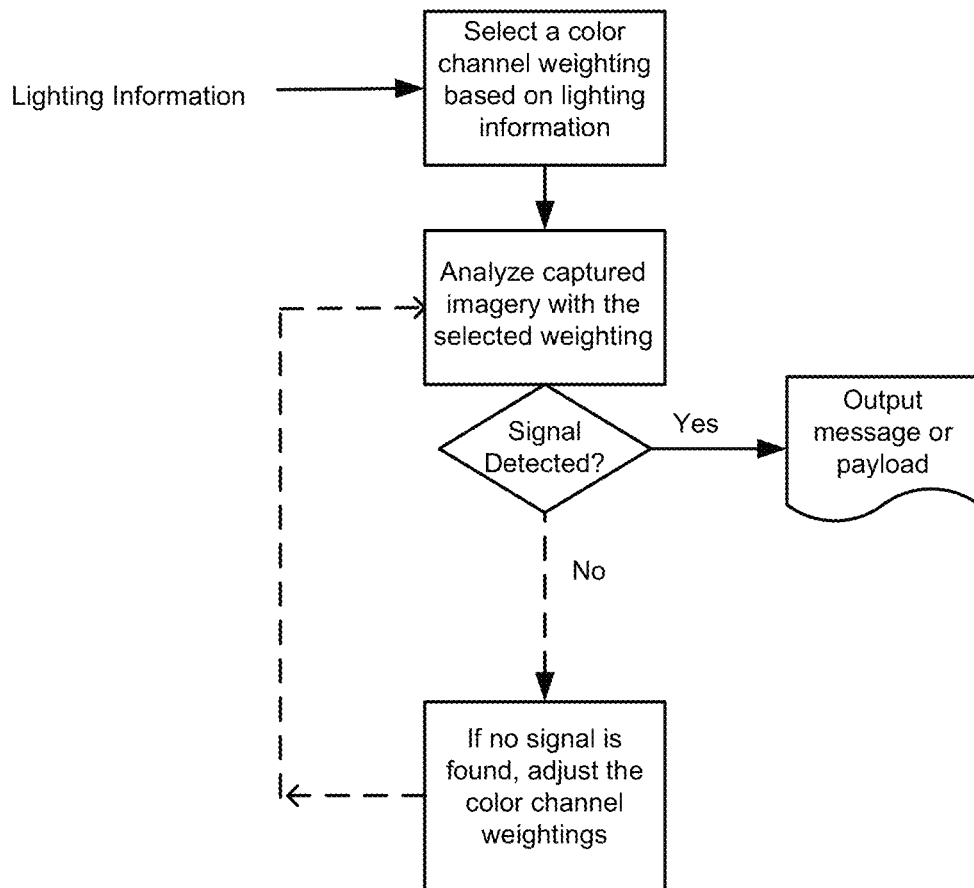 Select a color
channel weighting
based on lighting
information
Lighting Information
Analyze captured
imagery with the
selected weighting
Signal
Detected?
Yes
Output
message or
payload
No
If no signal is
found, adjust the
color channel
weightings